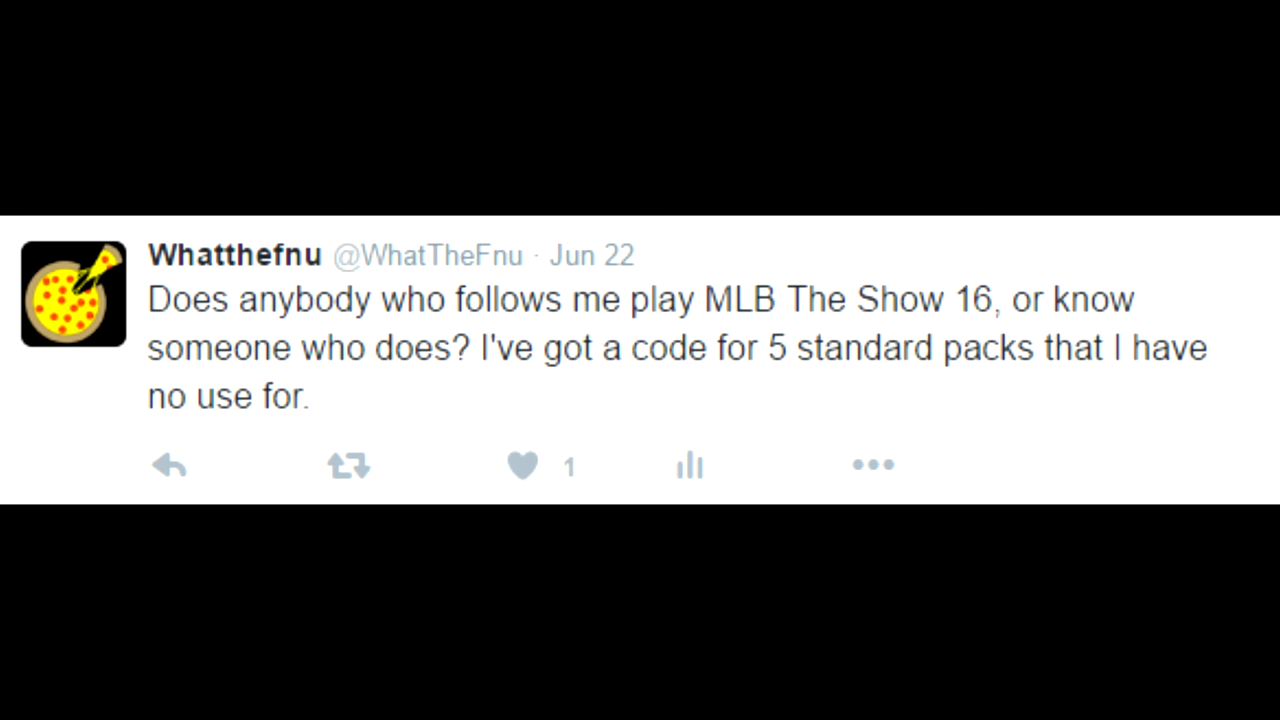 Whatthefnu @WhatTheFnu · Jun 22
Does anybody who follows me play MLB The Show 16, or know
someone who does? I've got a code for 5 standard packs that I have
no use for.
1